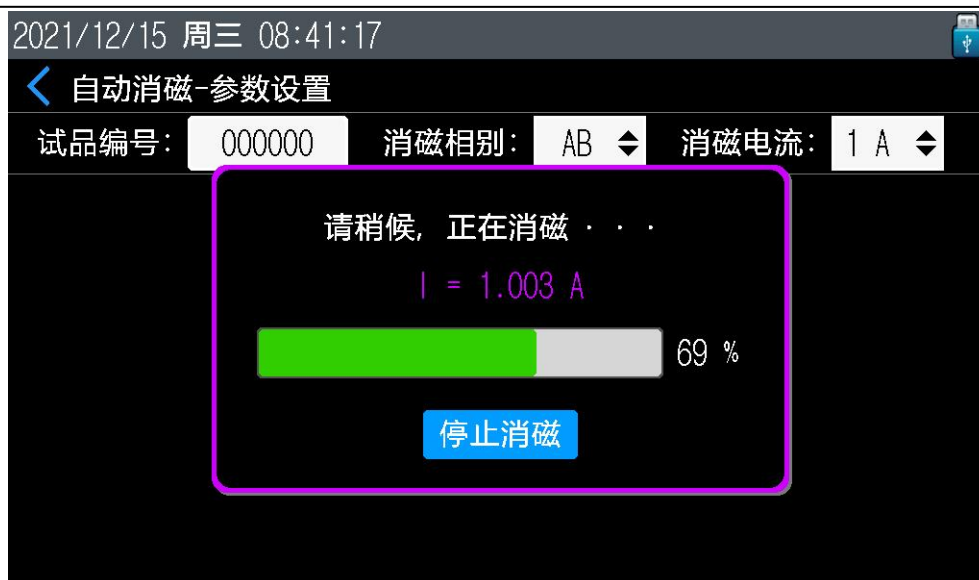 2021/12/15 周三 08:41:17
自动消磁-参数设置
试品编号: 000000 消磁相别: AB 消磁电流: 1 A
请稍候, 正在消磁 · · ·
I = 1.003 A
69 %
停止消磁